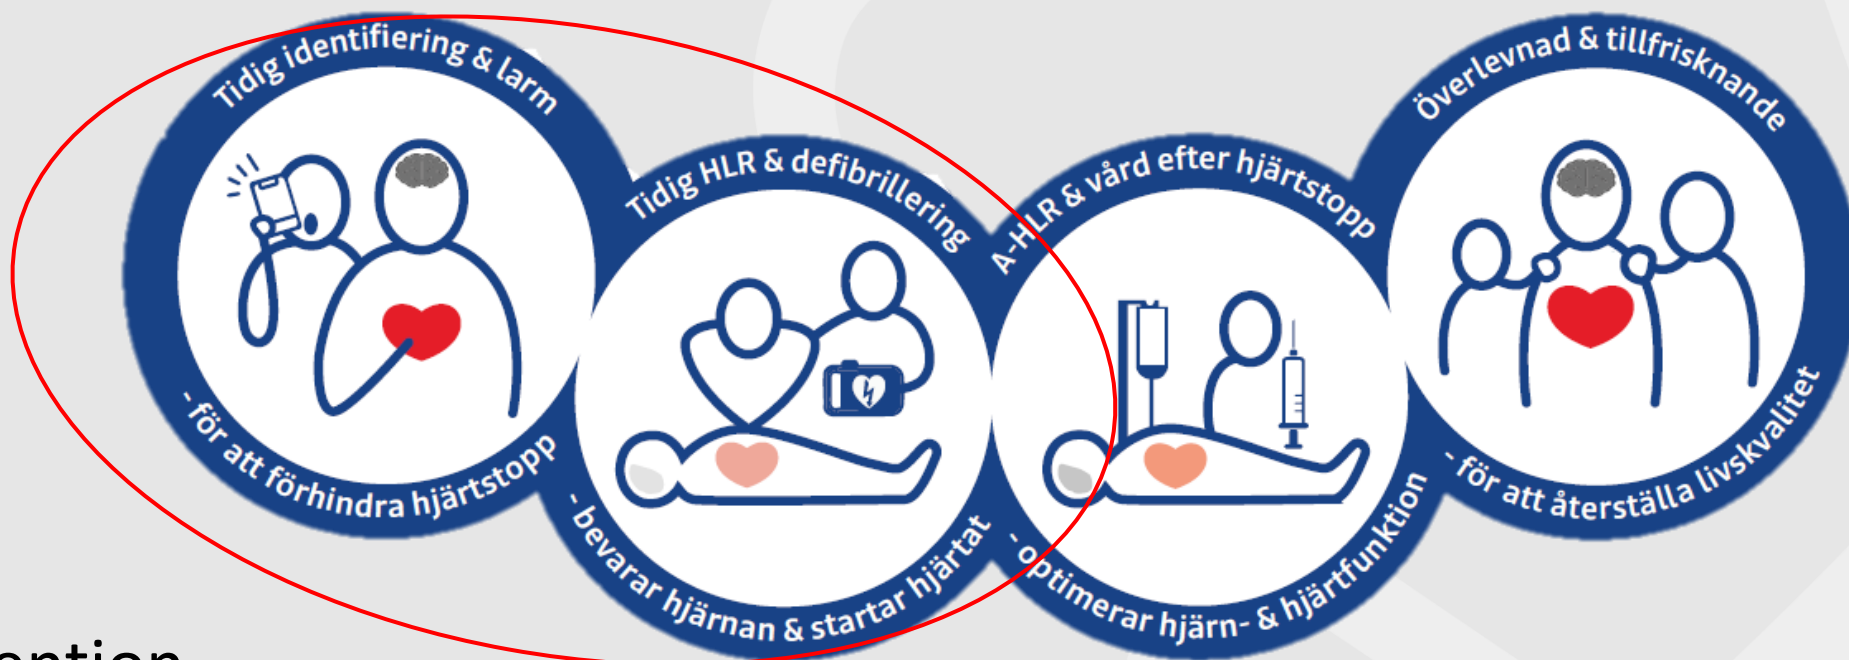 Tidig identifiering & larm
- för att förhindra hjärtstopp
Tidig HLR & defibrillering
- bevarar hjärnan & startar hjärtat
A-HLR & vård efter hjärtstopp
- optimerar hjärn- & hjärtfunktion
Överlevnad & tillfrisknande
- för att återställa livskvalitet